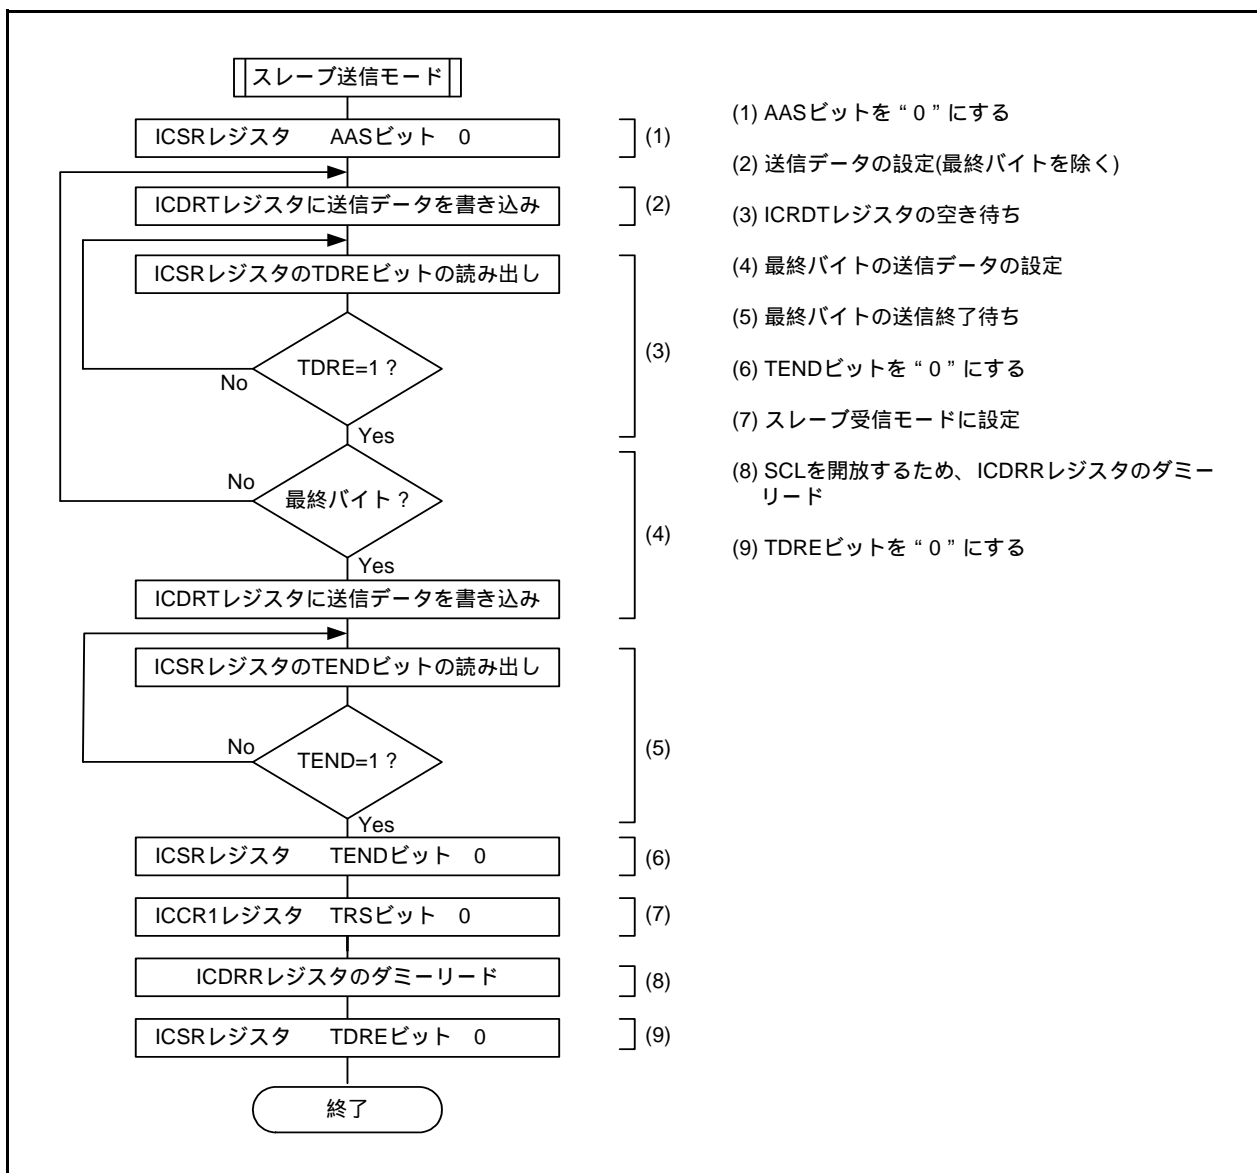 スレーブ送信モード
ICSRレジスタ AASビット 0
(1)
ICDRTレジスタに送信データを書き込み
(2)
ICSRレジスタのTDREビットの読み出し
TDRE=1 ?
No
Yes
(3)
最終バイト ?
No
Yes
ICDRTレジスタに送信データを書き込み
(4)
ICSRレジスタのTENDビットの読み出し
TEND=1 ?
No
Yes
(5)
ICSRレジスタ TENDビット 0
(6)
ICCR1レジスタ TRSビット 0
(7)
ICDRRレジスタのダミーリード
(8)
ICSRレジスタ TDREビット 0
(9)
終了
(1) AASビットを “ 0 ” にする
(2) 送信データの設定(最終バイトを除く)
(3) ICRDTレジスタの空き待ち
(4) 最終バイトの送信データの設定
(5) 最終バイトの送信終了待ち
(6) TENDビットを “ 0 ” にする
(7) スレーブ受信モードに設定
(8) SCLを開放するため、ICDRRレジスタのダミー
リード
(9) TDREビットを “ 0 ” にする